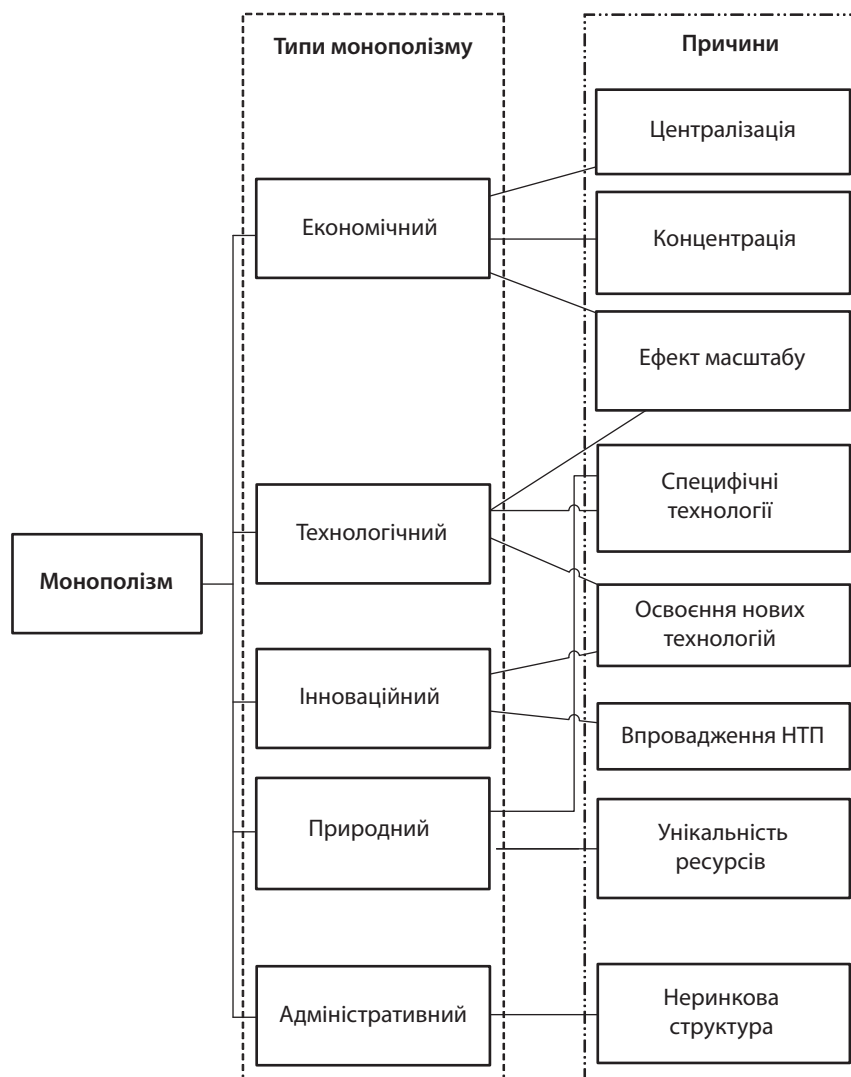 Типи монополізму
Причини
Централізація
Економічний
Концентрація
Ефект масштабу
Специфічні
технології
Технологічний
Монополізм
Освоєння нових
технологій
Інноваційний
Впровадження НТП
Природний
Унікальність
ресурсів
Адміністративний
Неринкова
структура